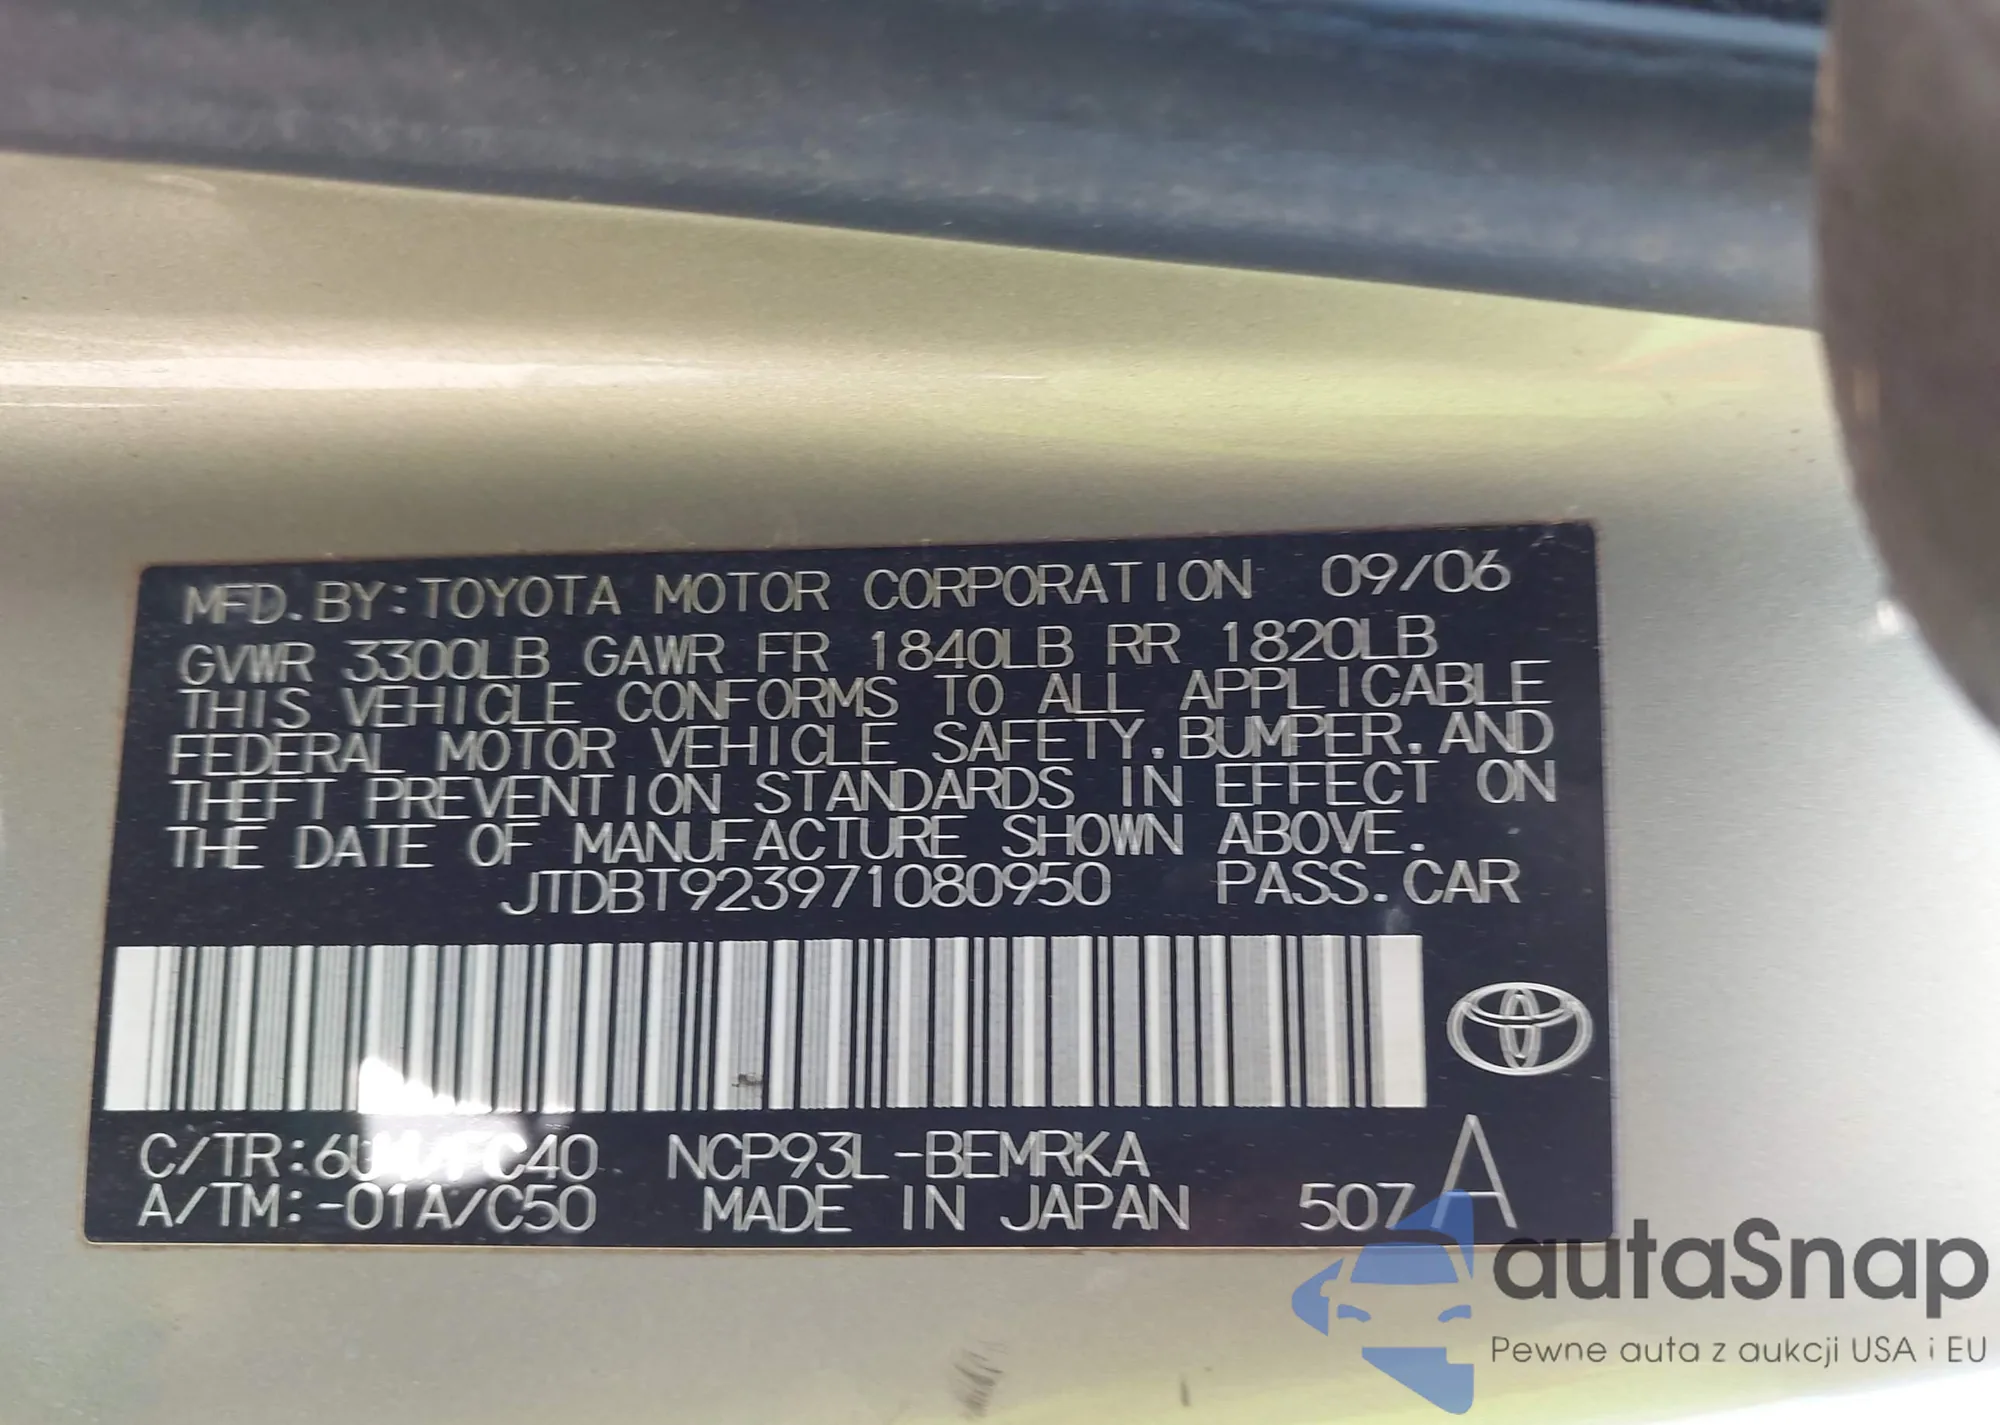 MFD. BY: TOYOTA MOTOR CORPORATION 09/06
GVWR 3300LB GAWR FR 1840LB RR 1820LB
THIS VEHICLE CONFORMS TO ALL APPLICABLE
FEDERAL MOTOR VEHICLE SAFETY, BUMPER, AND
THEFT PREVENTION STANDARDS IN EFFECT ON
THE DATE OF MANUFACTURE SHOWN ABOVE.
JTDBT923971080950 PASS. CAR
C/TR: NCP93L-BEMRKA
A/TM:-01A/C50 MADE IN JAPAN 507 A
autaSnap
Pewne auta z aukcji USA i EU